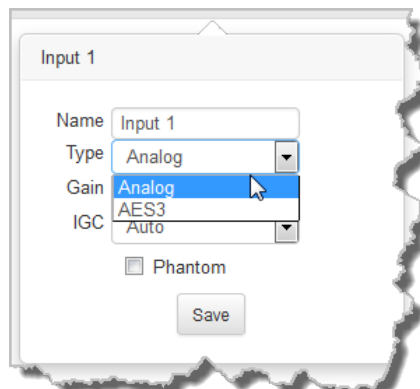 Input 1
Name Input 1
Type Analog
Gain Analog
AES3
IGC Auto
Phantom
Save